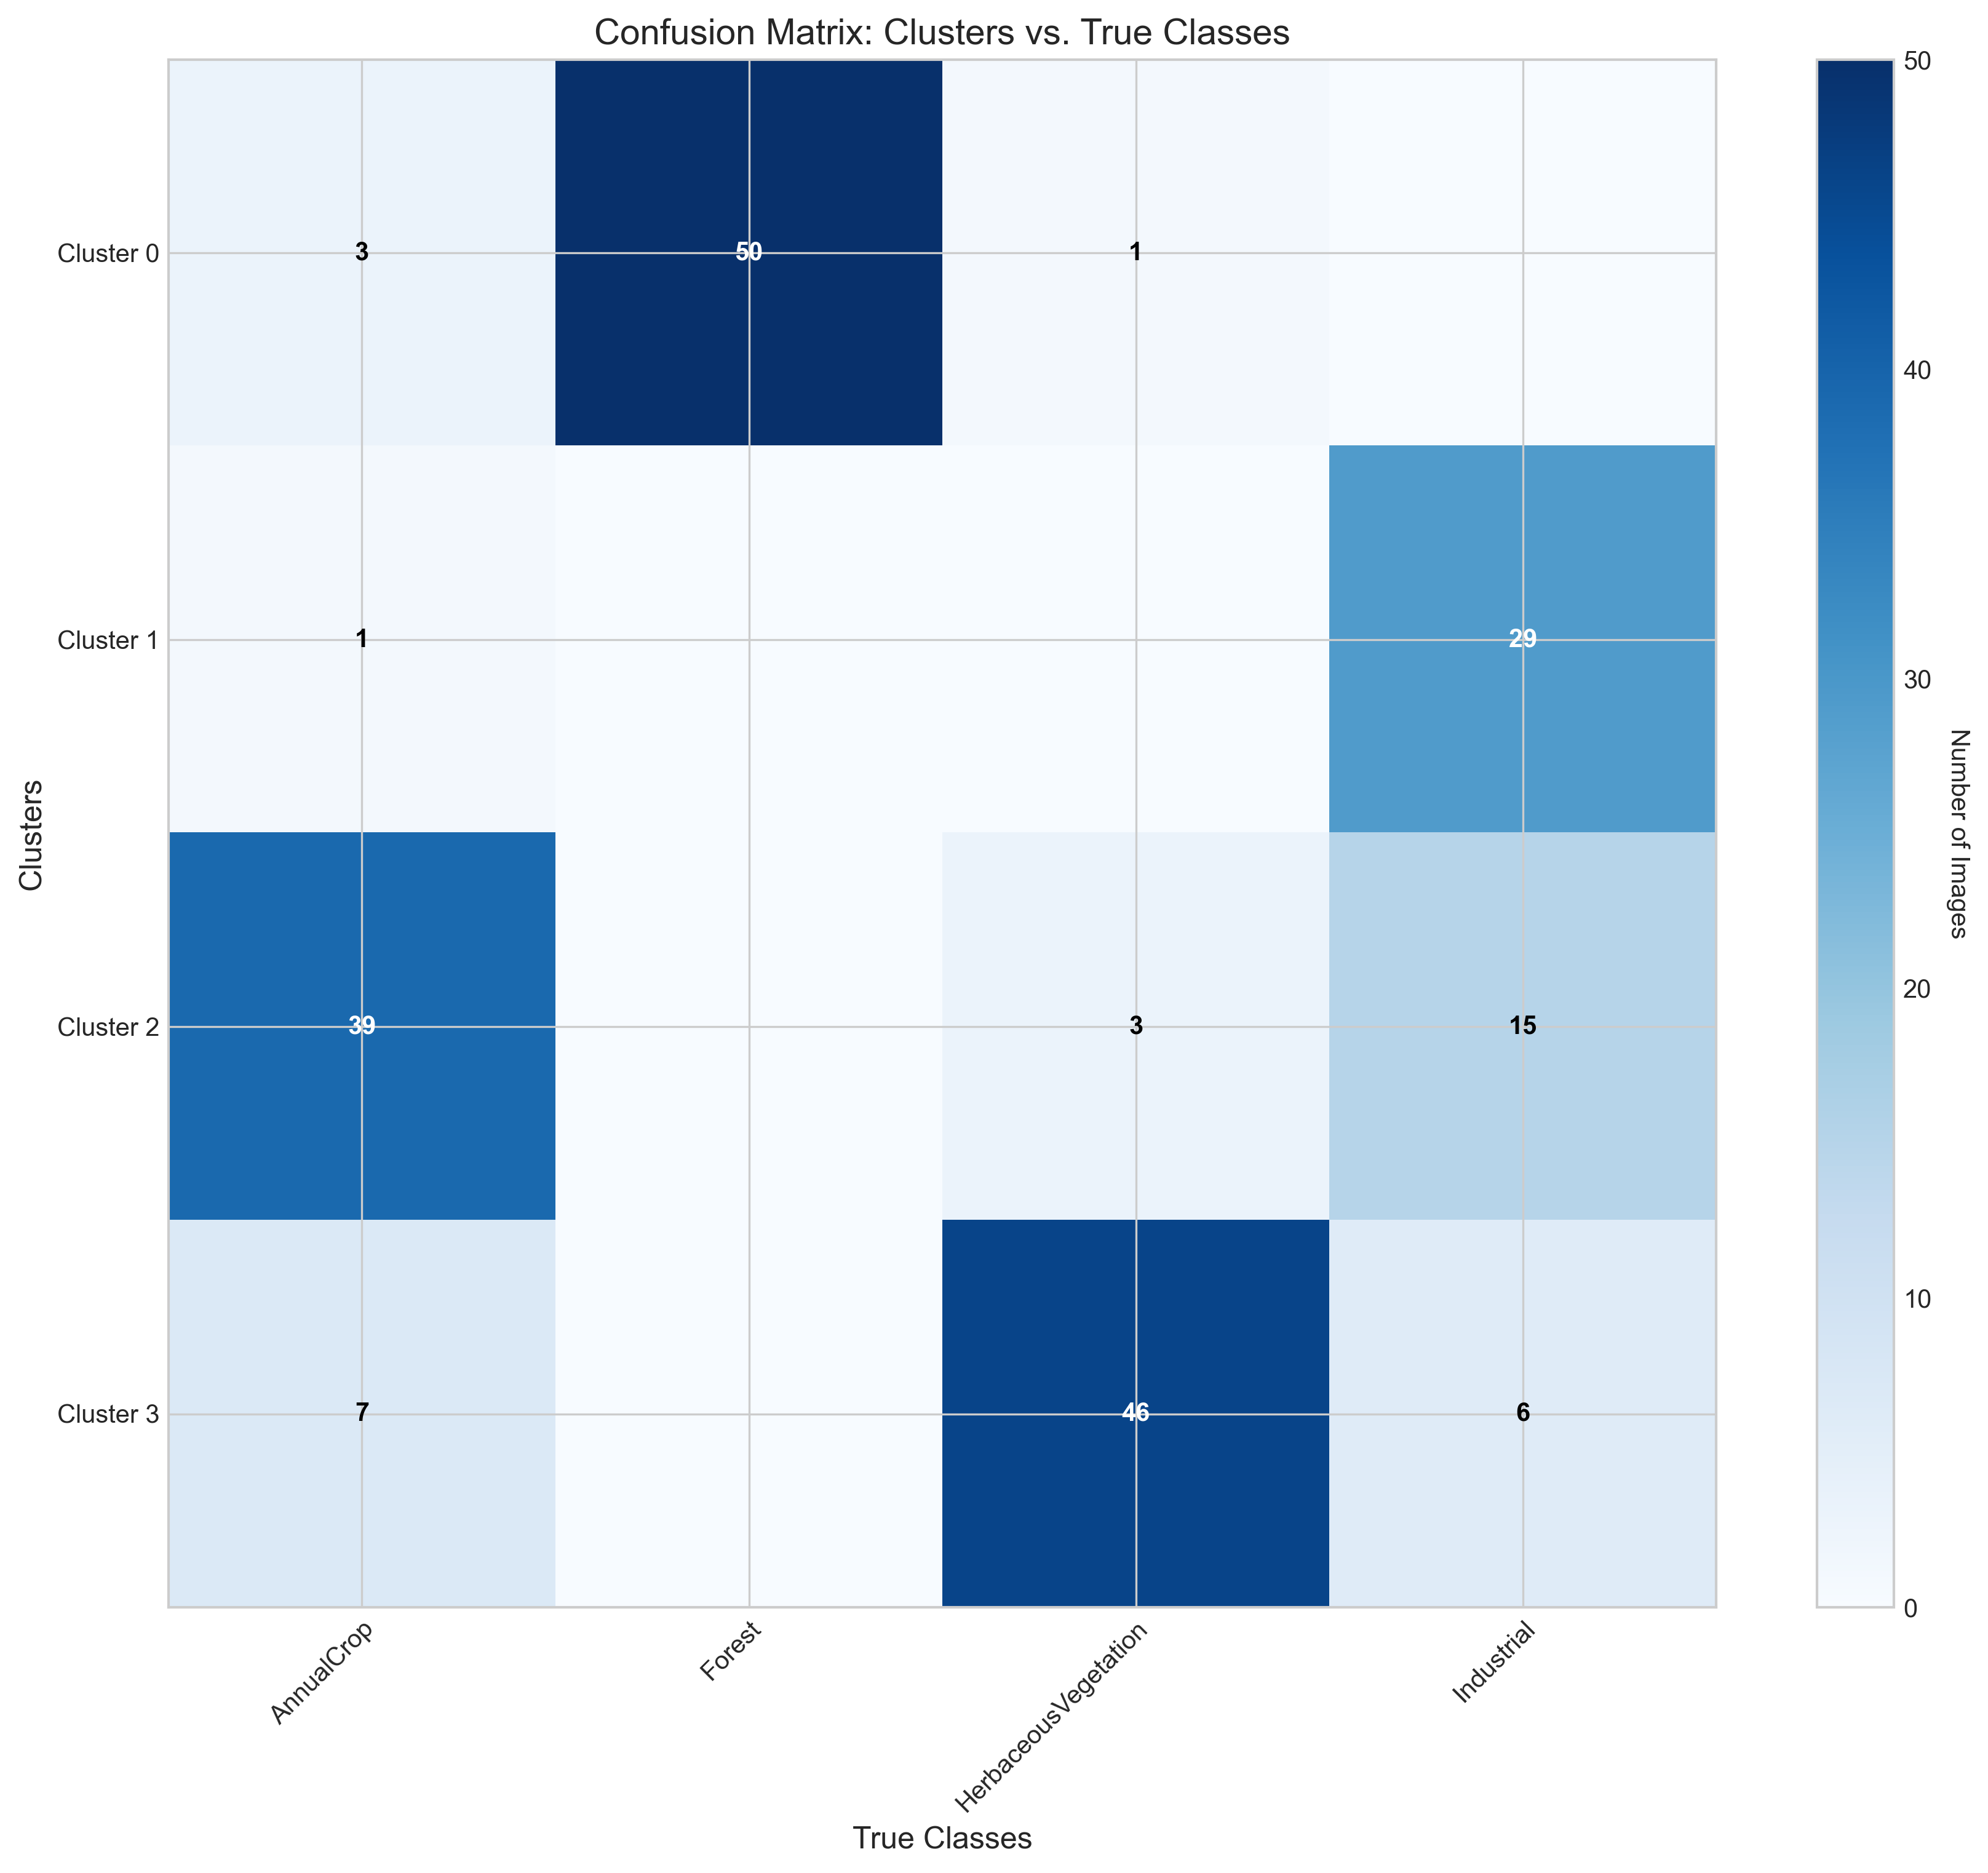 Confusion Matrix: Clusters vs. True Classes
Clusters
Cluster 0
3
50
1
Cluster 1
1
29
Cluster 2
39
3
15
Cluster 3
7
46
6
AnnualCrop
Forest
HerbaceousVegetation
Industrial
True Classes
50
40
30
20
10
0
Number of Images